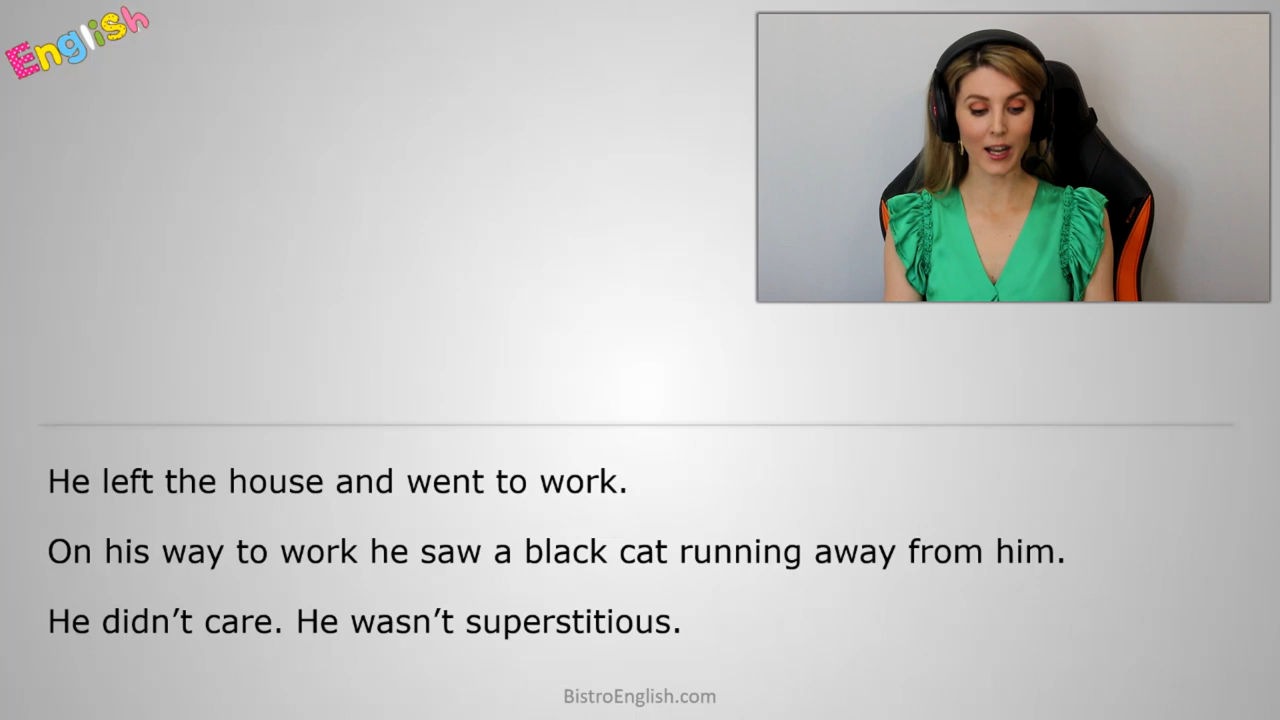 English
He left the house and went to work.
On his way to work he saw a black cat running away from him.
He didn’t care. He wasn’t superstitious.
BistroEnglish.com